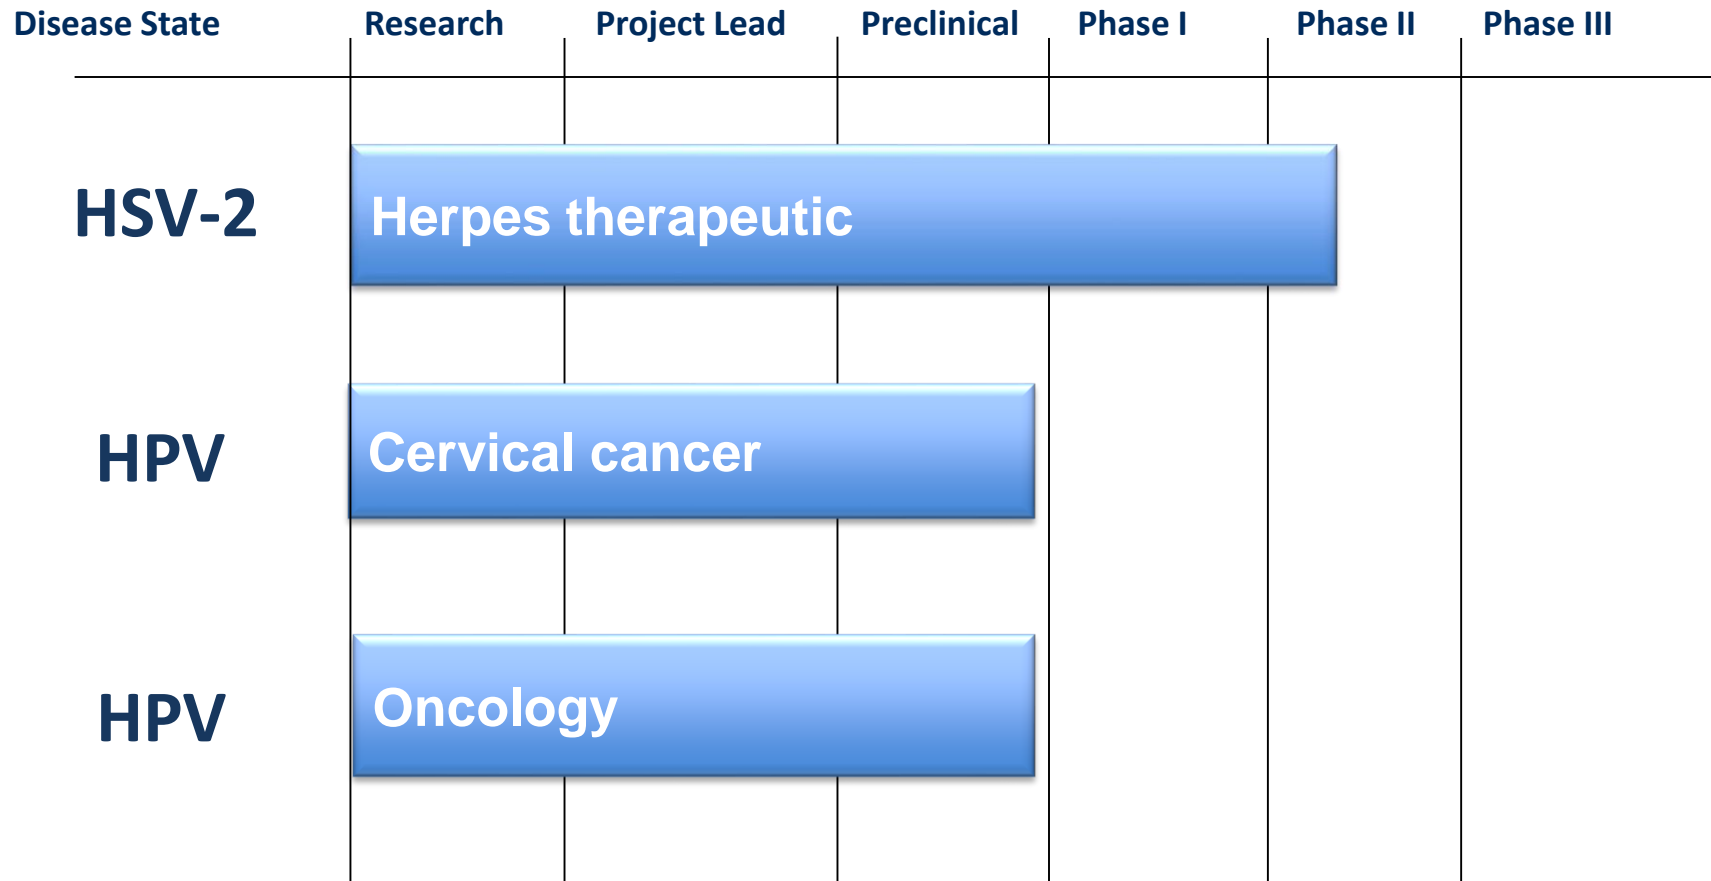 Disease State Research Project Lead Preclinical Phase I Phase II Phase III
HSV-2 Herpes therapeutic
HPV Cervical cancer
HPV Oncology